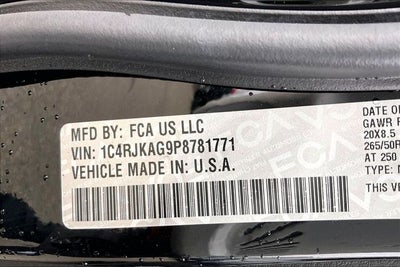 MFD BY: FCA US LLC
VIN: 1C4RJKAG9P8781771
VEHICLE MADE IN U.S.A.
DATE OF
GAWR F
20X8.5
265/50R
AT 250
TYPE:
THIS VE
FCA